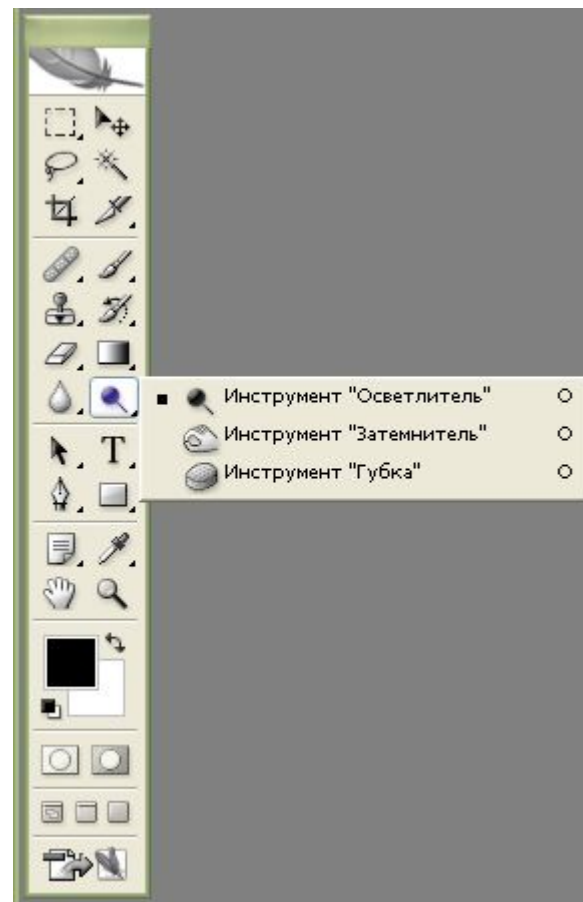 Инструмент "Осветлитель" O
Инструмент "Затемнитель" O
Инструмент "Губка" O
T